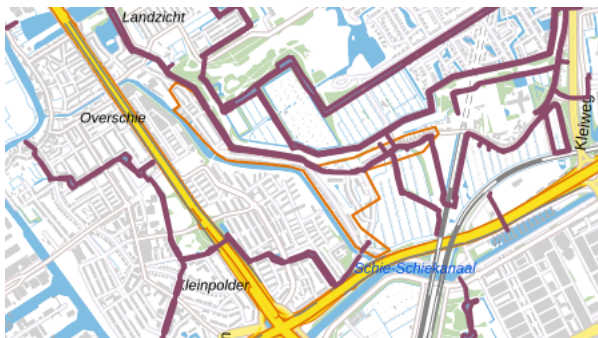 Landzicht
Overschie
Kleiweg
Schie-Schiekanaal
Kleinpolder